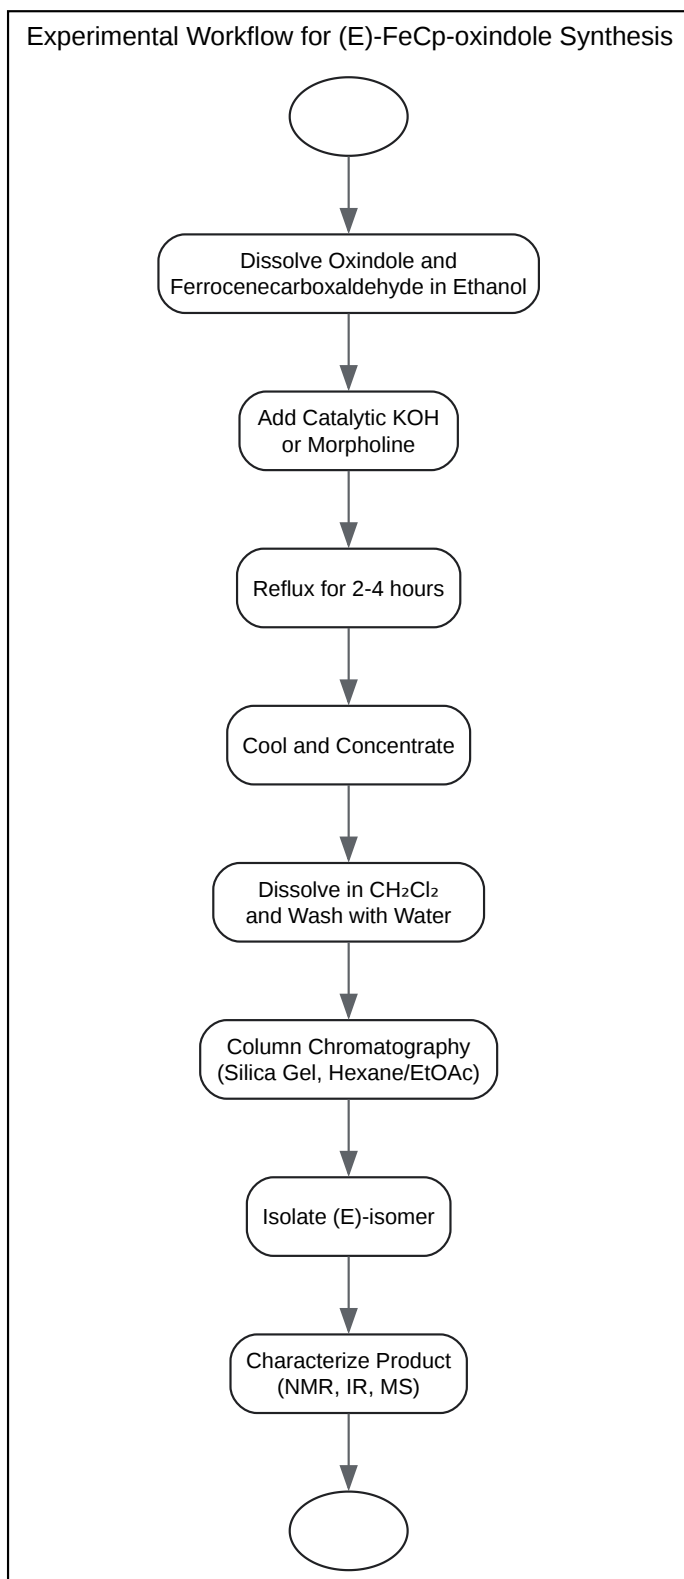 Experimental Workflow for (E)-FeCp-oxindole Synthesis
Dissolve Oxindole and
Ferrocenecarboxaldehyde in Ethanol
Add Catalytic KOH
or Morpholine
Reflux for 2-4 hours
Cool and Concentrate
Dissolve in CH₂Cl₂
and Wash with Water
Column Chromatography
(Silica Gel, Hexane/EtOAc)
Isolate (E)-isomer
Characterize Product
(NMR, IR, MS)